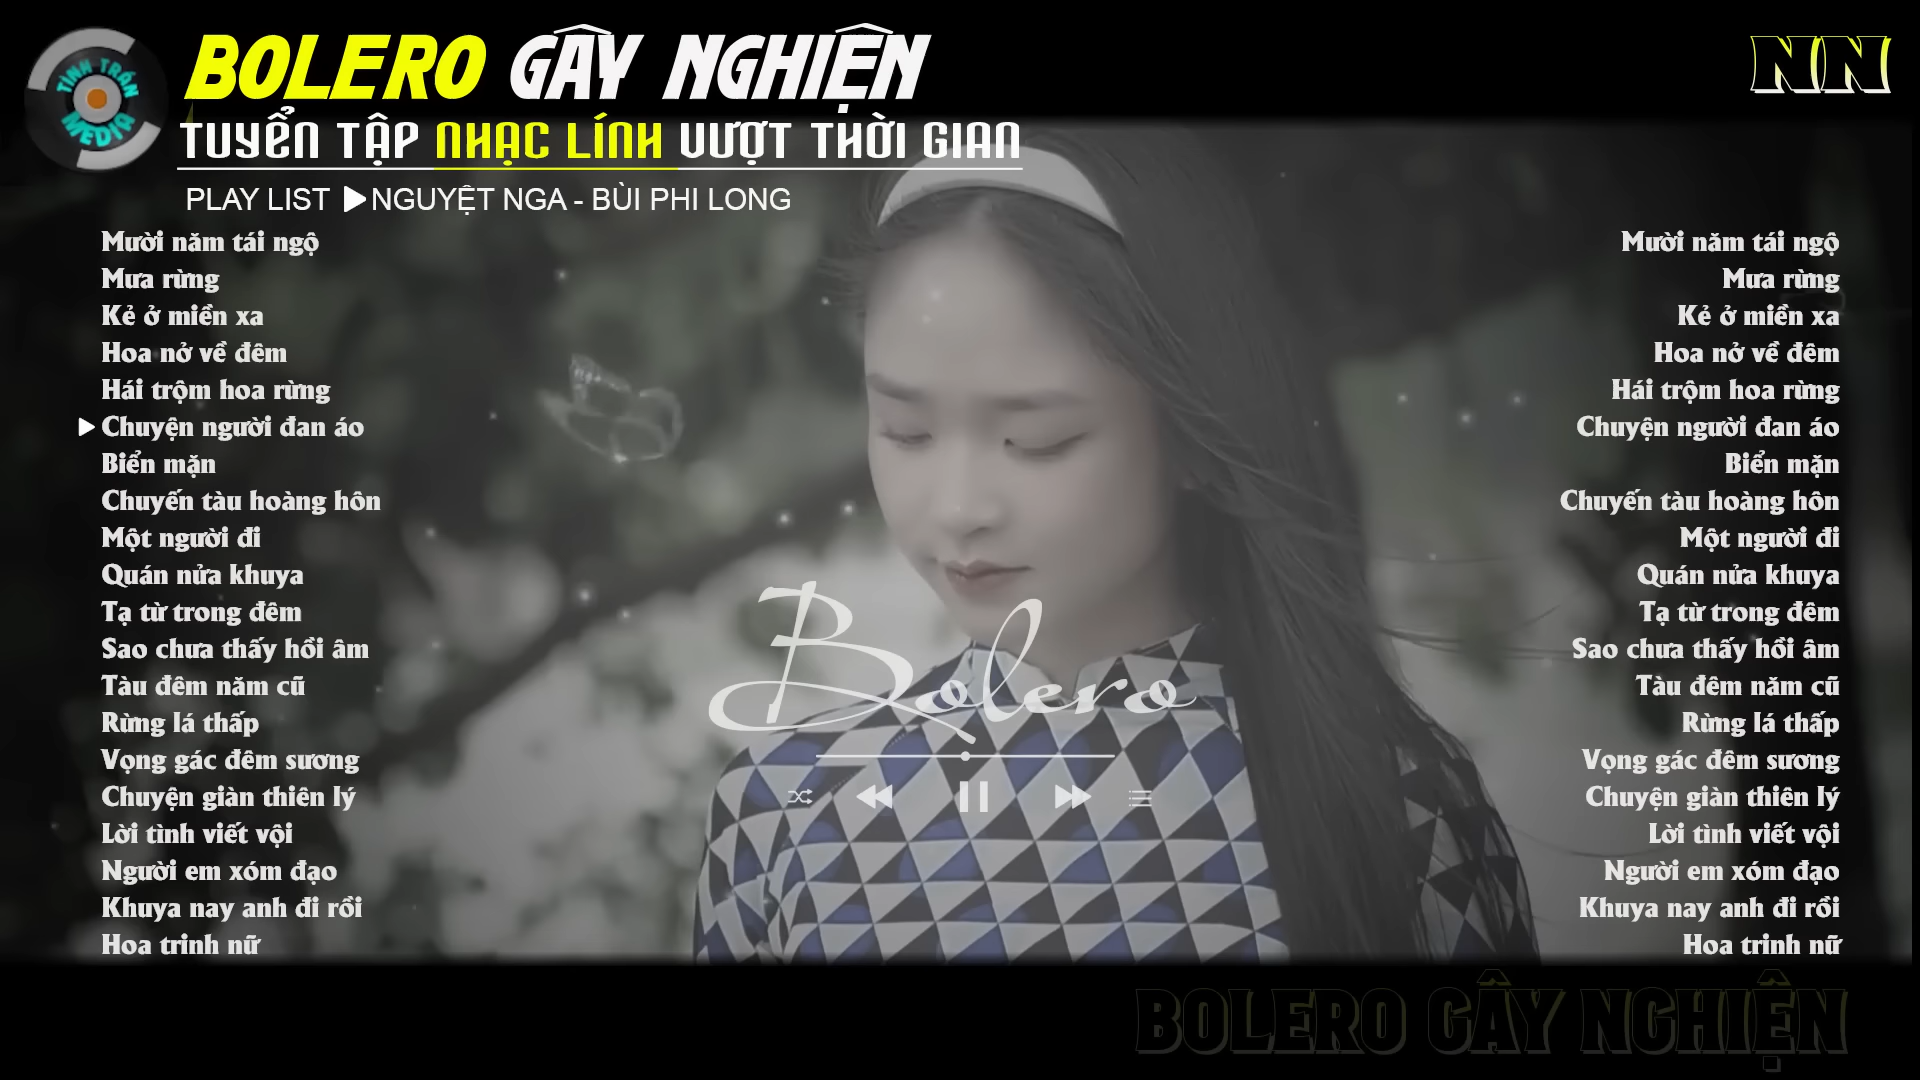 TÌNH TRẦN
MEDIA
BOLERO GÂY NGHIỆN
NN
TUYỂN TẬP NHẠC LÍNH VƯỢT THỜI GIAN
PLAY LIST ▶NGUYỆT NGA - BÙI PHI LONG
Mười năm tái ngộ
Mưa rừng
Kẻ ở miền xa
Hoa nở về đêm
Hái trộm hoa rừng
Chuyện người đan áo
Biển mặn
Chuyến tàu hoàng hôn
Một người đi
Quán nửa khuya
Tạ từ trong đêm
Sao chưa thấy hồi âm
Tàu đêm năm cũ
Rừng lá thấp
Vọng gác đêm sương
Chuyện giàn thiên lý
Lời tình viết vội
Người em xóm đạo
Khuya nay anh đi rồi
Hoa trinh nữ
Bolero
Mười năm tái ngộ
Mưa rừng
Kẻ ở miền xa
Hoa nở về đêm
Hái trộm hoa rừng
Chuyện người đan áo
Biển mặn
Chuyến tàu hoàng hôn
Một người đi
Quán nửa khuya
Tạ từ trong đêm
Sao chưa thấy hồi âm
Tàu đêm năm cũ
Rừng lá thấp
Vọng gác đêm sương
Chuyện giàn thiên lý
Lời tình viết vội
Người em xóm đạo
Khuya nay anh đi rồi
Hoa trinh nữ
BOLERO GÂY NGHIỆN